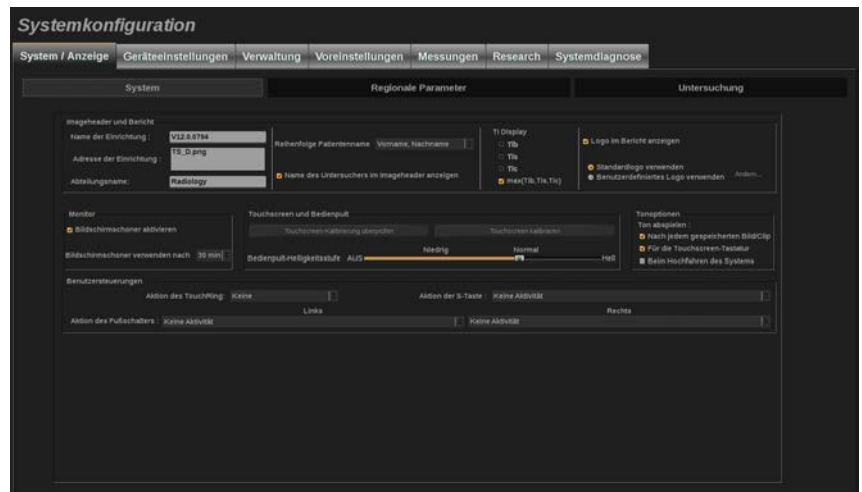 Systemkonfiguration
System / Anzeige Geräteeinstellungen Verwaltung Voreinstellungen Messungen Research Systemdiagnose
System Regionale Parameter Untersuchung
Imageheader und Bericht
Name der Einrichtung : V12.0.0794
Adresse der Einrichtung : TS_D.png
Abteilungsname: Radiology
Reihenfolge Patientenname Vorname, Nachname
Name des Untersuchers im Imageheader anzeigen
TI Display
TIb
TIs
TIc
max(TIb,TIs,TIc)
Logo im Bericht anzeigen
Standardlogo verwenden
Benutzerdefiniertes Logo verwenden Ändern...
Monitor
Bildschirmschoner aktivieren
Bildschirmschoner verwenden nach 30 min
Touchscreen und Bedienpult
Touchscreen-Kalibrierung überprüfen Touchscreen kalibrieren
Niedrig Normal
Bedienpult-Helligkeitsstufe AUS Hell
Tonoptionen
Ton abspielen :
Nach jedem gespeicherten Bild/Clip
Für die Touchscreen-Tastatur
Beim Hochfahren des Systems
Benutzersteuerungen
Aktion des TouchRing: Keine Aktion der S-Taste : Keine Aktivität
Links Rechts
Aktion des Fußschalters : Keine Aktivität Keine Aktivität